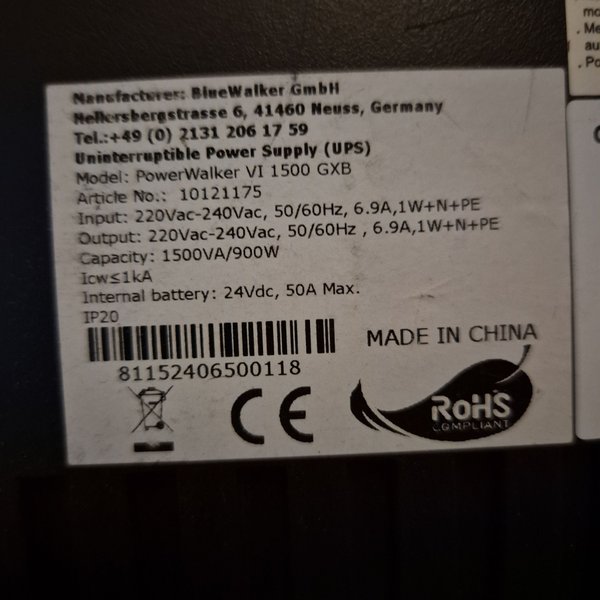 Manufacturer: BlueWalker GmbH
Hellersbergstrasse 6, 41460 Neuss, Germany
Tel.:+49 (0) 2131 206 17 59
Uninterruptible Power Supply (UPS)
Model: PowerWalker VI 1500 GXB
Article No.: 10121175
Input: 220Vac-240Vac, 50/60Hz, 6.9A,1W+N+PE
Output: 220Vac-240Vac, 50/60Hz , 6.9A,1W+N+PE
Capacity: 1500VA/900W
Icw≤1kA
Internal battery: 24Vdc, 50A Max.
IP20
MADE IN CHINA
81152406500118
CE
RoHS
COMPLIANT